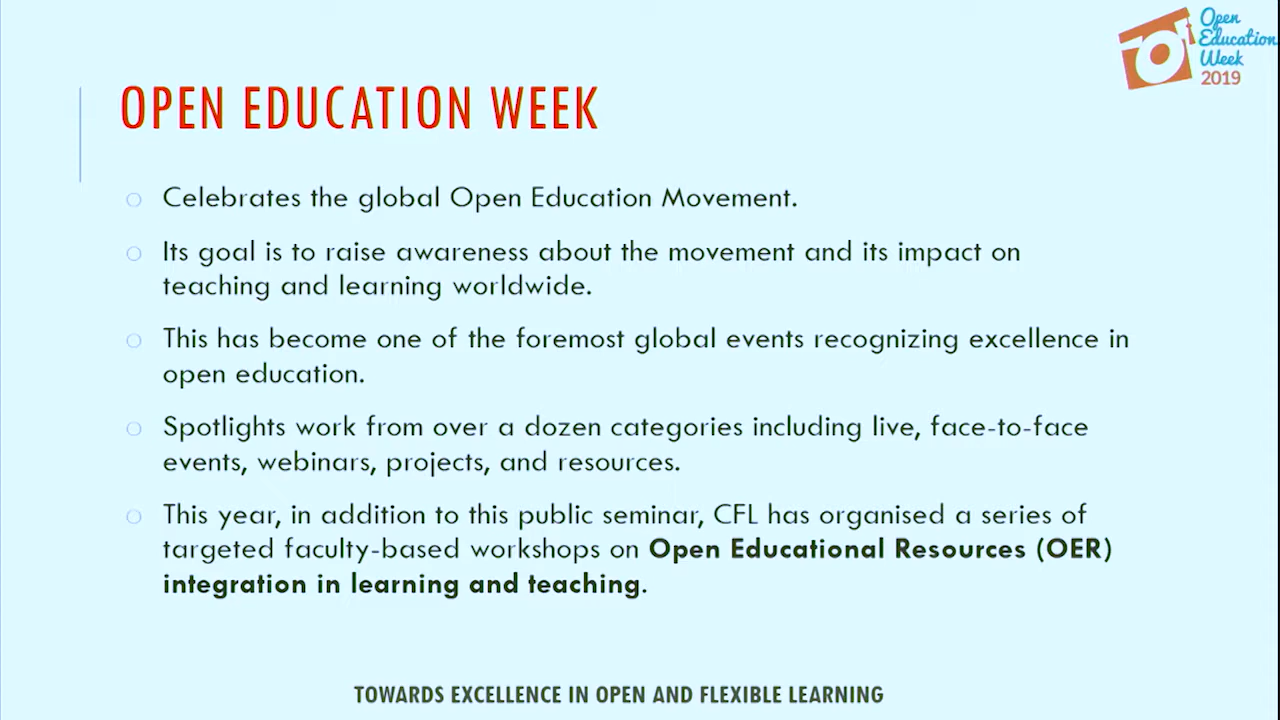 Open
Education
Week
2019
OPEN EDUCATION WEEK
Celebrates the global Open Education Movement.
Its goal is to raise awareness about the movement and its impact on
teaching and learning worldwide.
This has become one of the foremost global events recognizing excellence in
open education.
Spotlights work from over a dozen categories including live, face-to-face
events, webinars, projects, and resources.
This year, in addition to this public seminar, CFL has organised a series of
targeted faculty-based workshops on Open Educational Resources (OER)
integration in learning and teaching.
TOWARDS EXCELLENCE IN OPEN AND FLEXIBLE LEARNING